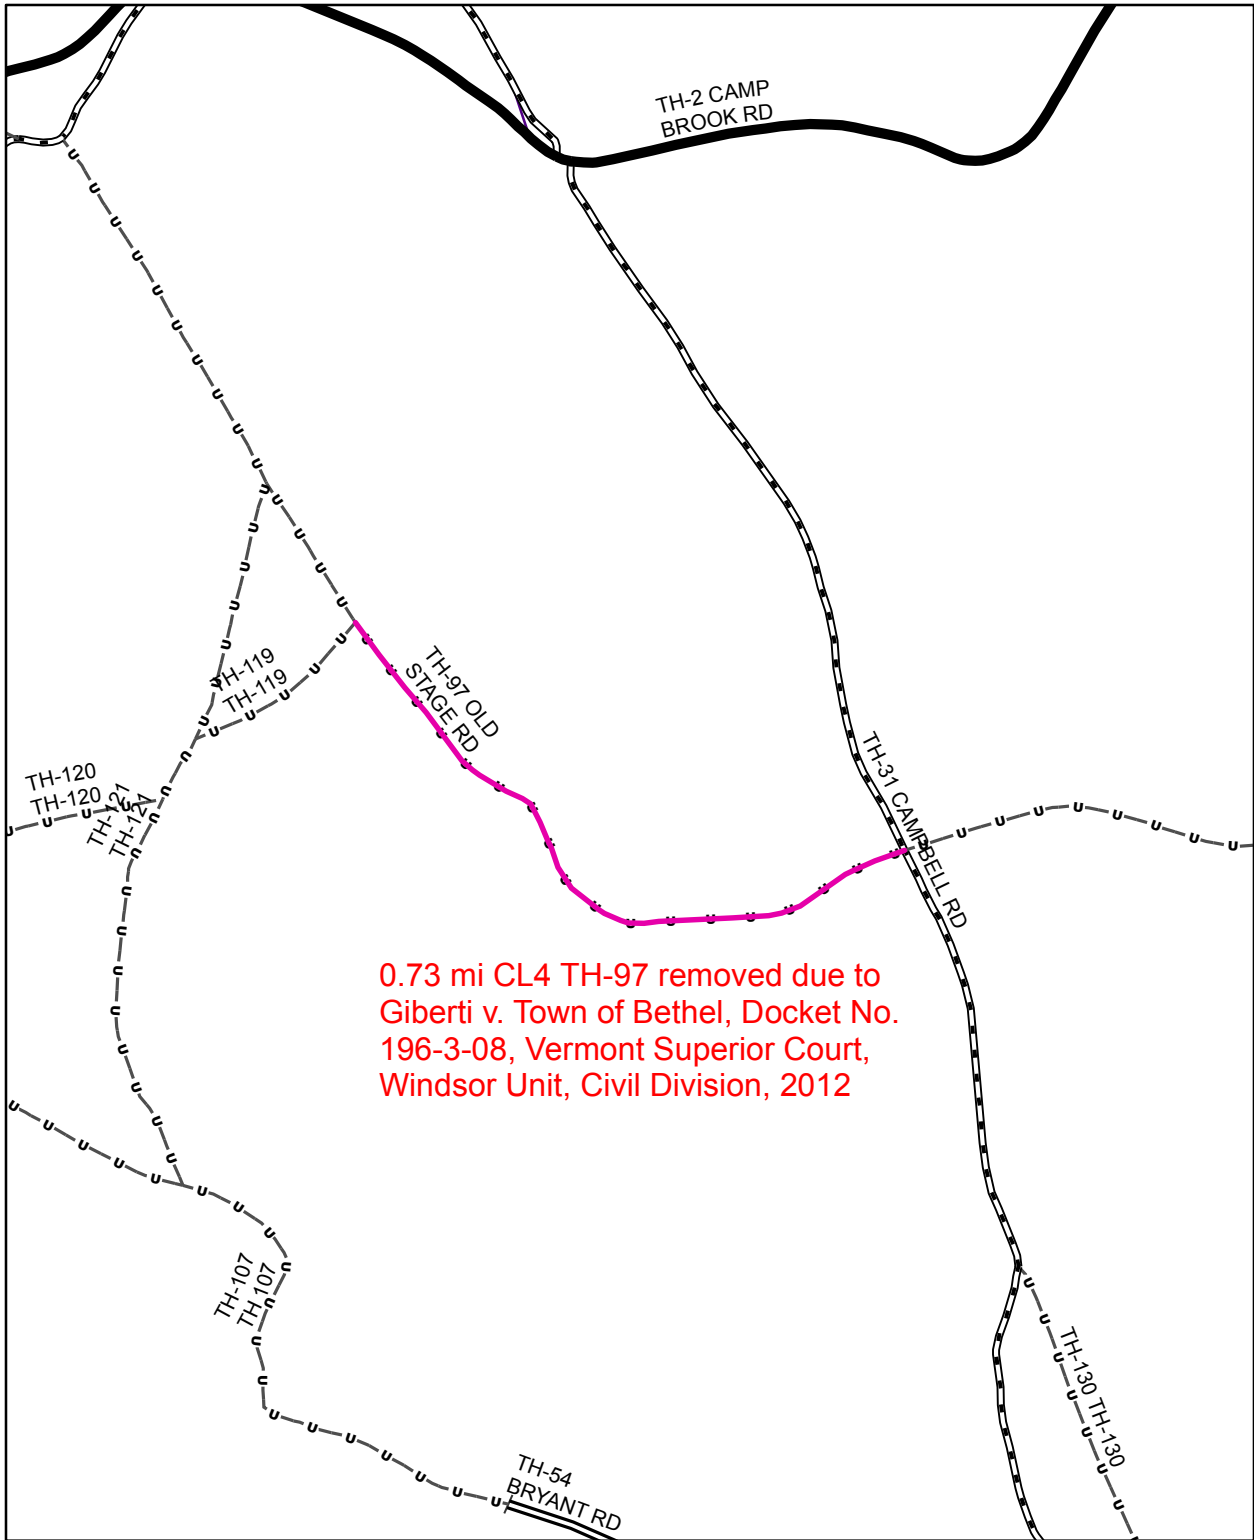 TH-2 CAMP
BROOK RD
TH-119
TH-119
TH-97 OLD
STAGE RD
TH-120
TH-120
TH-121
TH-121
TH-31 CAMPBELL RD
0.73 mi CL4 TH-97 removed due to
Giberti v. Town of Bethel, Docket No.
196-3-08, Vermont Superior Court,
Windsor Unit, Civil Division, 2012
TH-107
TH 107
TH-130 TH-130
TH-54
BRYANT RD